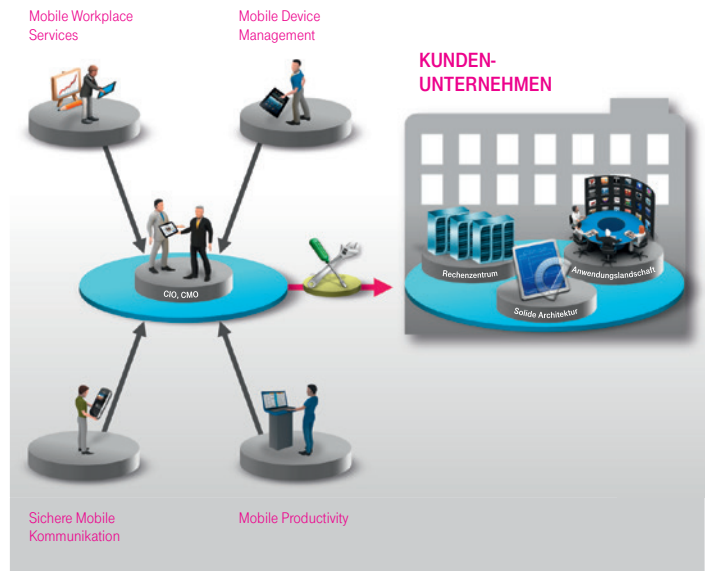 Mobile Workplace
Services
Mobile Device
Management
KUNDEN-
UNTERNEHMEN
CIO, CMO
Rechenzentrum
Anwendungslandschaft
Solide Architektur
Sichere Mobile
Kommunikation
Mobile Productivity